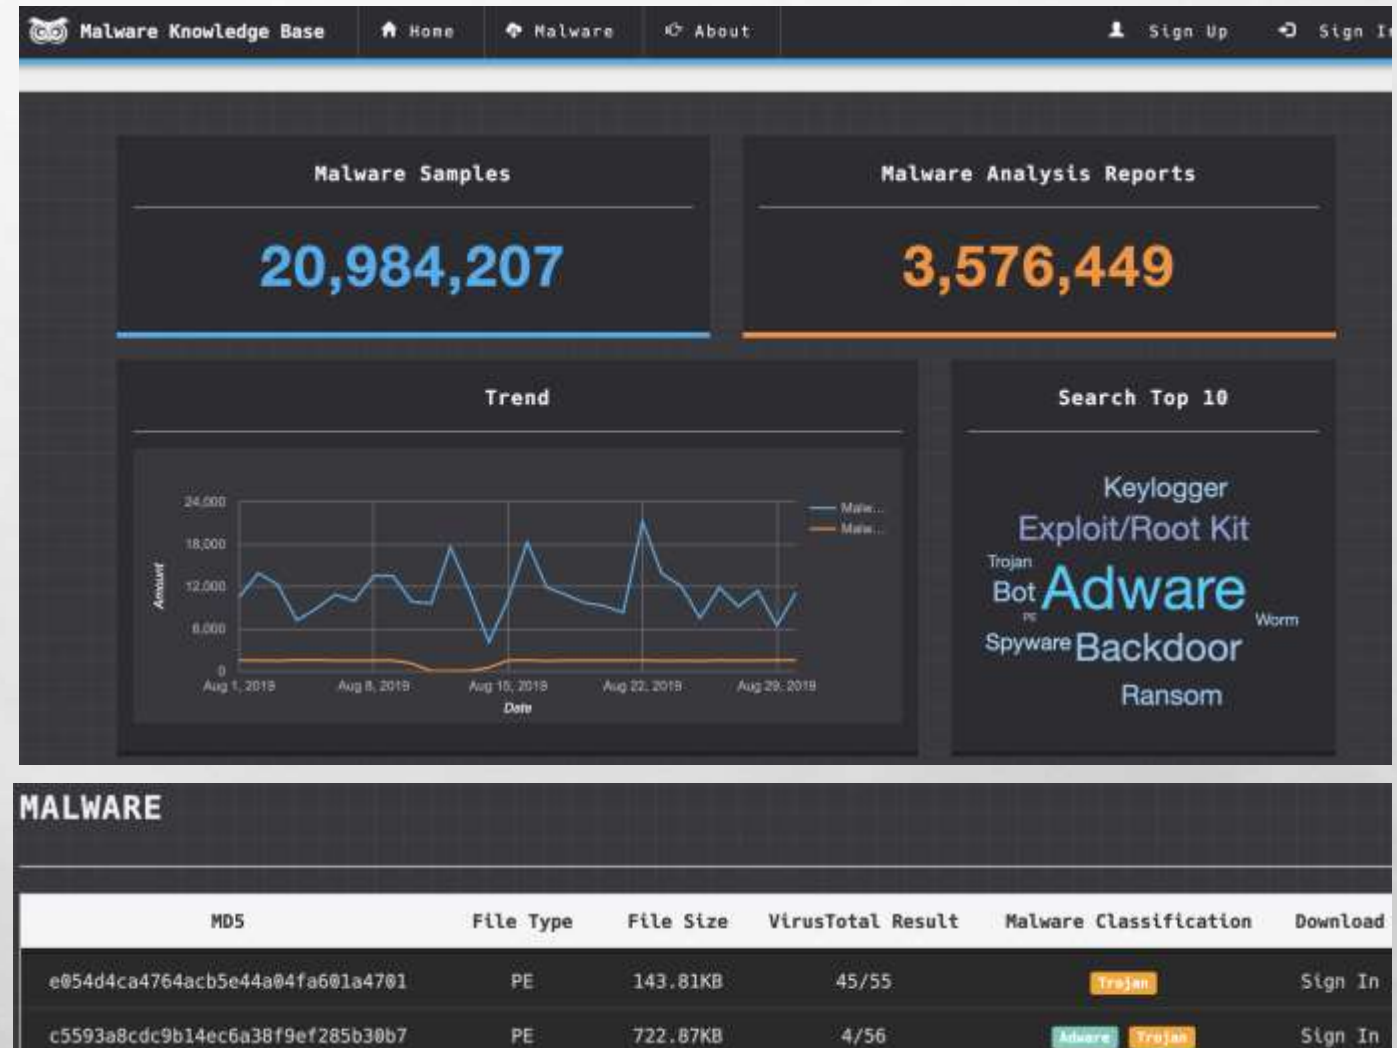 Malware Knowledge Base Home Malware About Sign Up Sign In
Malware Samples
20,984,207
Malware Analysis Reports
3,576,449
Trend
24,000
18,000
12,000
6,000
0
Amount
Aug 1, 2019 Aug 8, 2019 Aug 15, 2019 Aug 22, 2019 Aug 29, 2019
Date
Malw...
Malw...
Search Top 10
Keylogger
Exploit/Root Kit
Trojan
Bot Adware
PE
Worm
Spyware Backdoor
Ransom
MALWARE
MD5 File Type File Size VirusTotal Result Malware Classification Download
e054d4ca4764acb5e44a04fa601a4701 PE 143.81KB 45/55 Trojan Sign In
c5593a8cdc9b14ec6a38f9ef285b30b7 PE 722.87KB 4/56 Adware Trojan Sign In